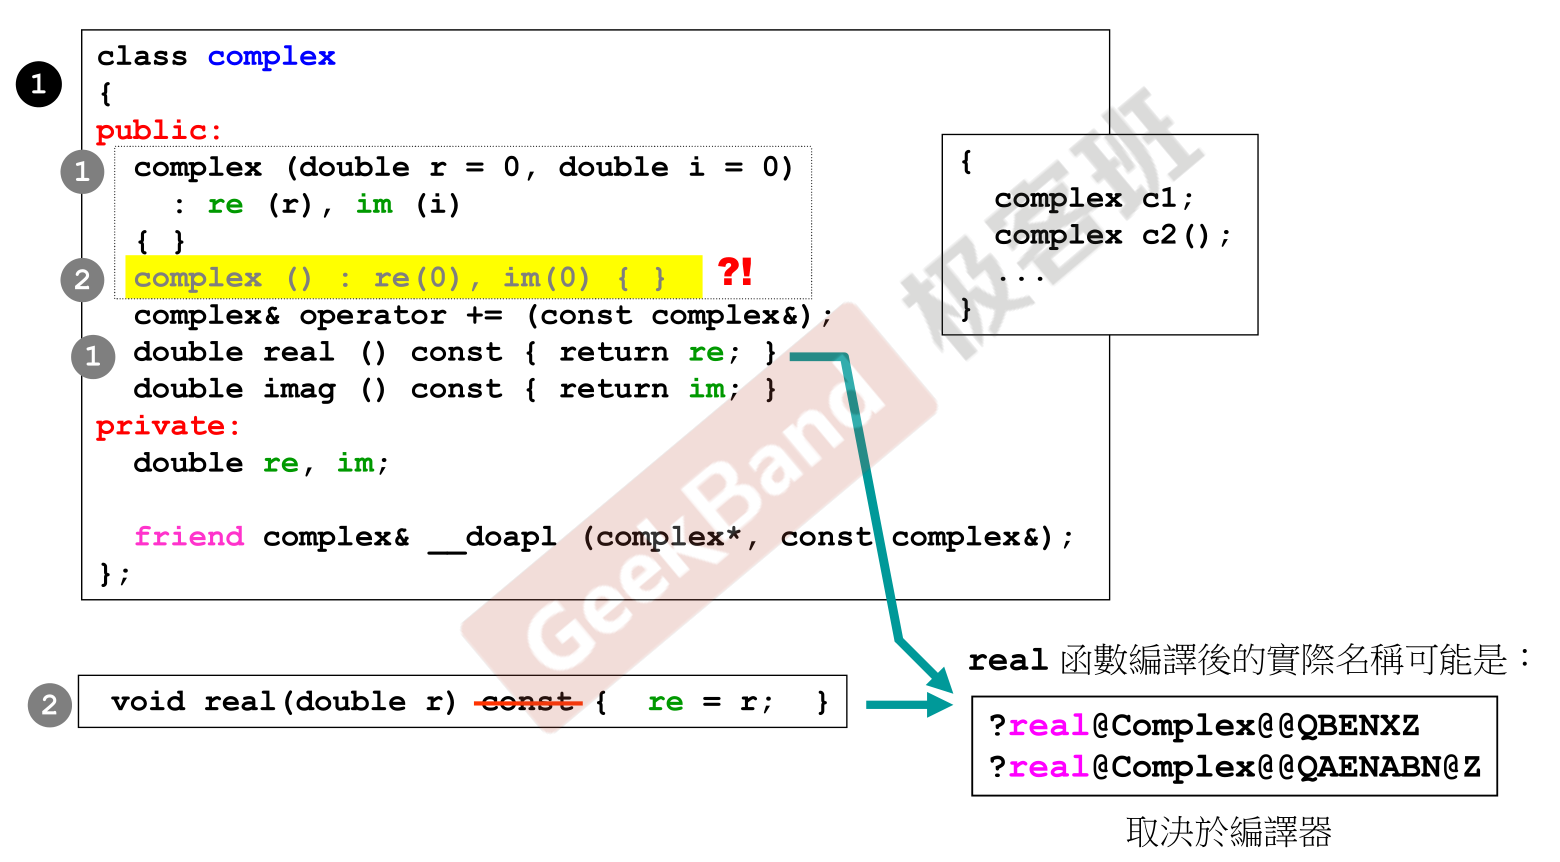 1
class complex
{
public:
1
complex (double r = 0, double i = 0)
: re (r), im (i)
{ }
2
complex () : re(0), im(0) { }
?!
complex& operator += (const complex&);
1
double real () const { return re; }
double imag () const { return im; }
private:
double re, im;
friend complex& __doapl (complex*, const complex&);
};
{
complex c1;
complex c2();
...
}
2
void real(double r) const { re = r; }
real 函數編譯後的實際名稱可能是：
?real@Complex@@QBENXZ
?real@Complex@@QAENABN@Z
取決於編譯器
GeekBand 极客班